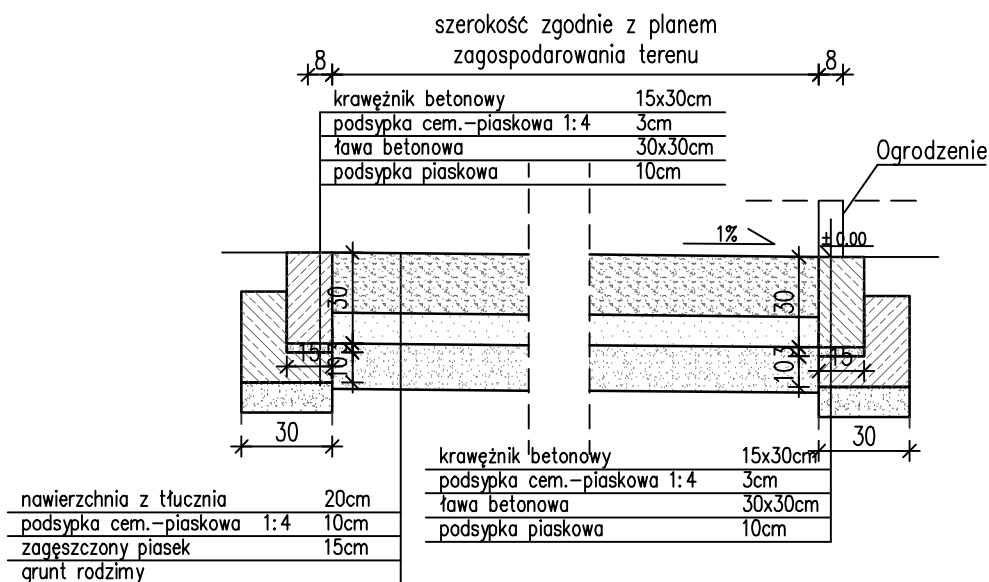 szerokość zgodnie z planem
zagospodarowania terenu
8
8
krawężnik betonowy 15x30cm
podsypka cem.–piaskowa 1:4 3cm
ława betonowa 30x30cm
podsypka piaskowa 10cm
Ogrodzenie
1%
± 0.00
30
30
15
3
10
3
10
15
30
30
krawężnik betonowy 15x30cm
podsypka cem.–piaskowa 1:4 3cm
ława betonowa 30x30cm
podsypka piaskowa 10cm
nawierzchnia z tłucznia 20cm
podsypka cem.–piaskowa 1:4 10cm
zagęszczony piasek 15cm
grunt rodzimy